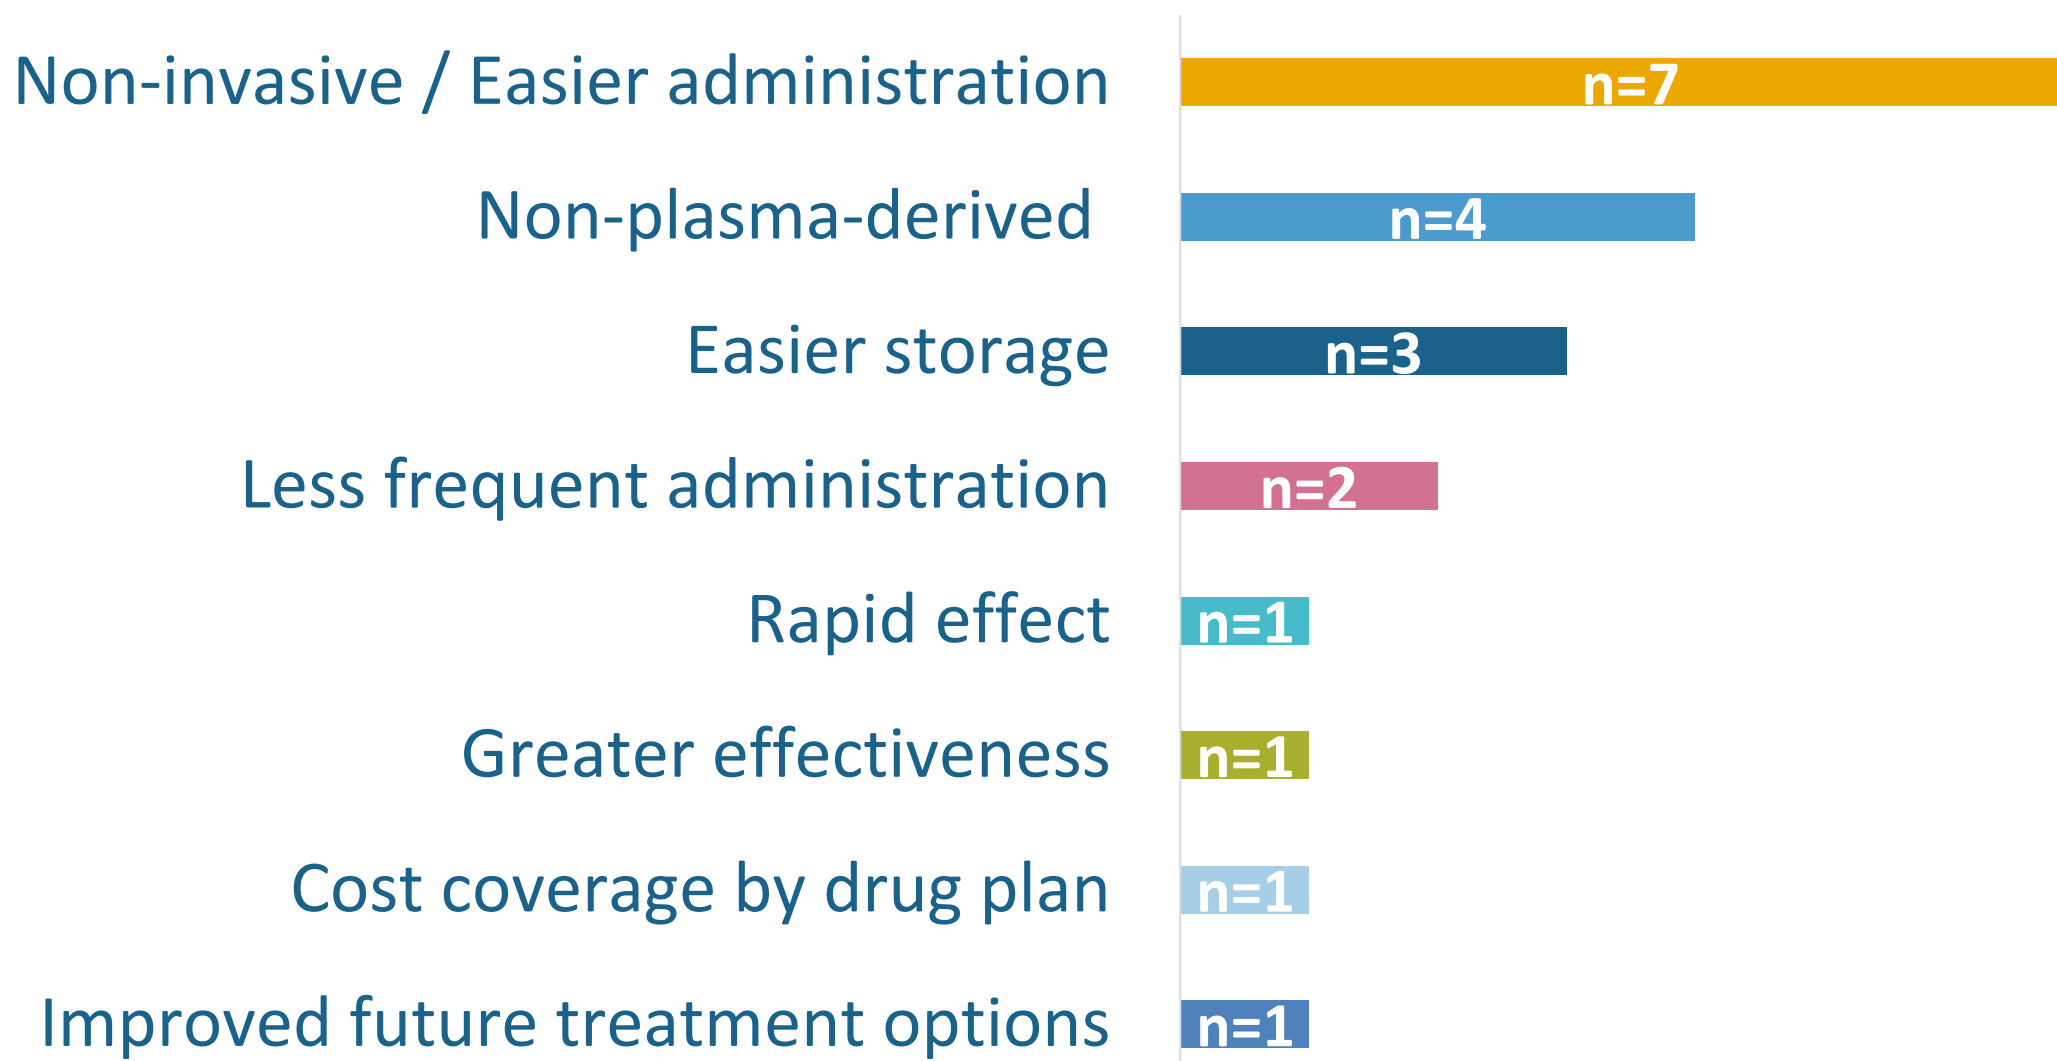 Non-invasive / Easier administration n=7
Non-plasma-derived n=4
Easier storage n=3
Less frequent administration n=2
Rapid effect n=1
Greater effectiveness n=1
Cost coverage by drug plan n=1
Improved future treatment options n=1